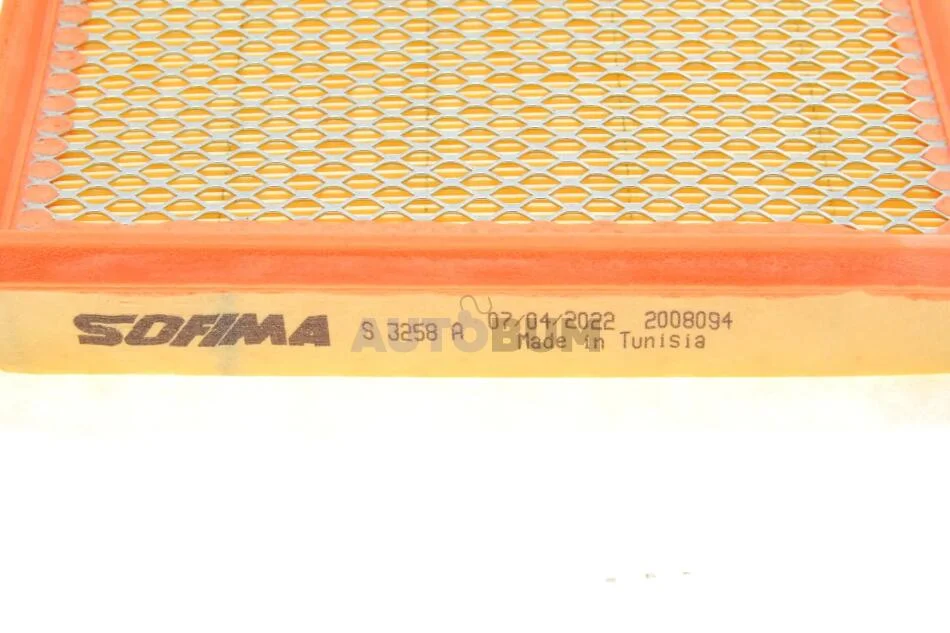 SOFIMA S 3258 A 07/04/2022 2008094
Made in Tunisia
AUTOBUM